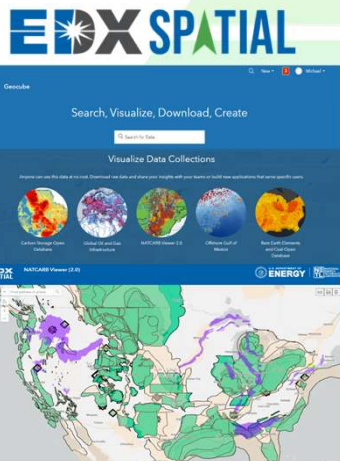 EDX SPATIAL
New
Michael
Geocube
Search, Visualize, Download, Create
Search for Data
Visualize Data Collections
Anyone can use this data at no cost. Download raw data and share your insights with your teams or build new applications that serve specific users.
Carbon Storage Open Database
Global Oil and Gas Infrastructure
NATCARB Viewer 2.0
Offshore Gulf of Mexico
Rare Earth Elements and Coal Open Database
NATCARB Viewer (2.0)
ENERGY